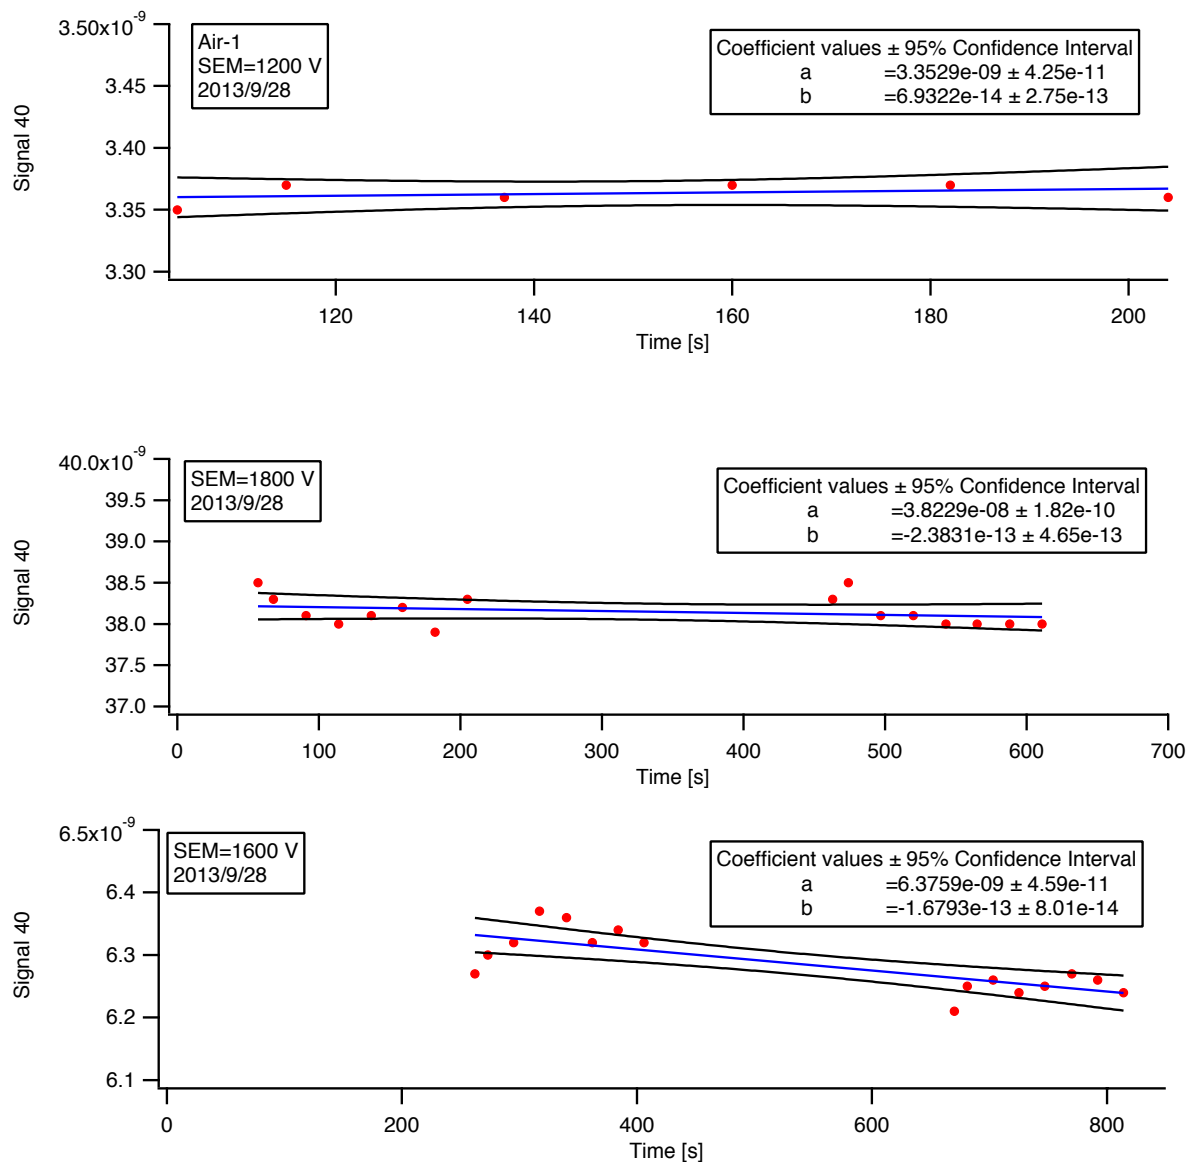 3.50x10-9
3.45
3.40
3.35
3.30
Signal 40
Air-1
SEM=1200 V
2013/9/28
Coefficient values ± 95% Confidence Interval
a =3.3529e-09 ± 4.25e-11
b =6.9322e-14 ± 2.75e-13
120 140 160 180 200
Time [s]
40.0x10-9
39.5
39.0
38.5
38.0
37.5
37.0
Signal 40
SEM=1800 V
2013/9/28
Coefficient values ± 95% Confidence Interval
a =3.8229e-08 ± 1.82e-10
b =-2.3831e-13 ± 4.65e-13
0 100 200 300 400 500 600 700
Time [s]
6.5x10-9
6.4
6.3
6.2
6.1
Signal 40
SEM=1600 V
2013/9/28
Coefficient values ± 95% Confidence Interval
a =6.3759e-09 ± 4.59e-11
b =-1.6793e-13 ± 8.01e-14
0 200 400 600 800
Time [s]